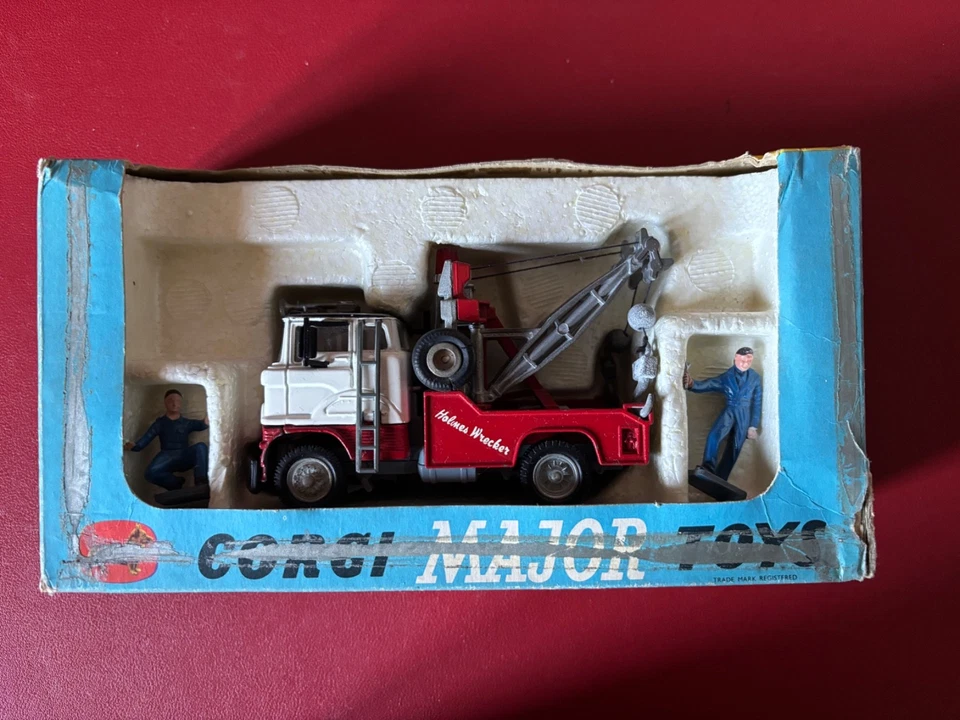 Holmes Wrecker
CORGI MAJOR TOYS
TRADE MARK REGISTERED